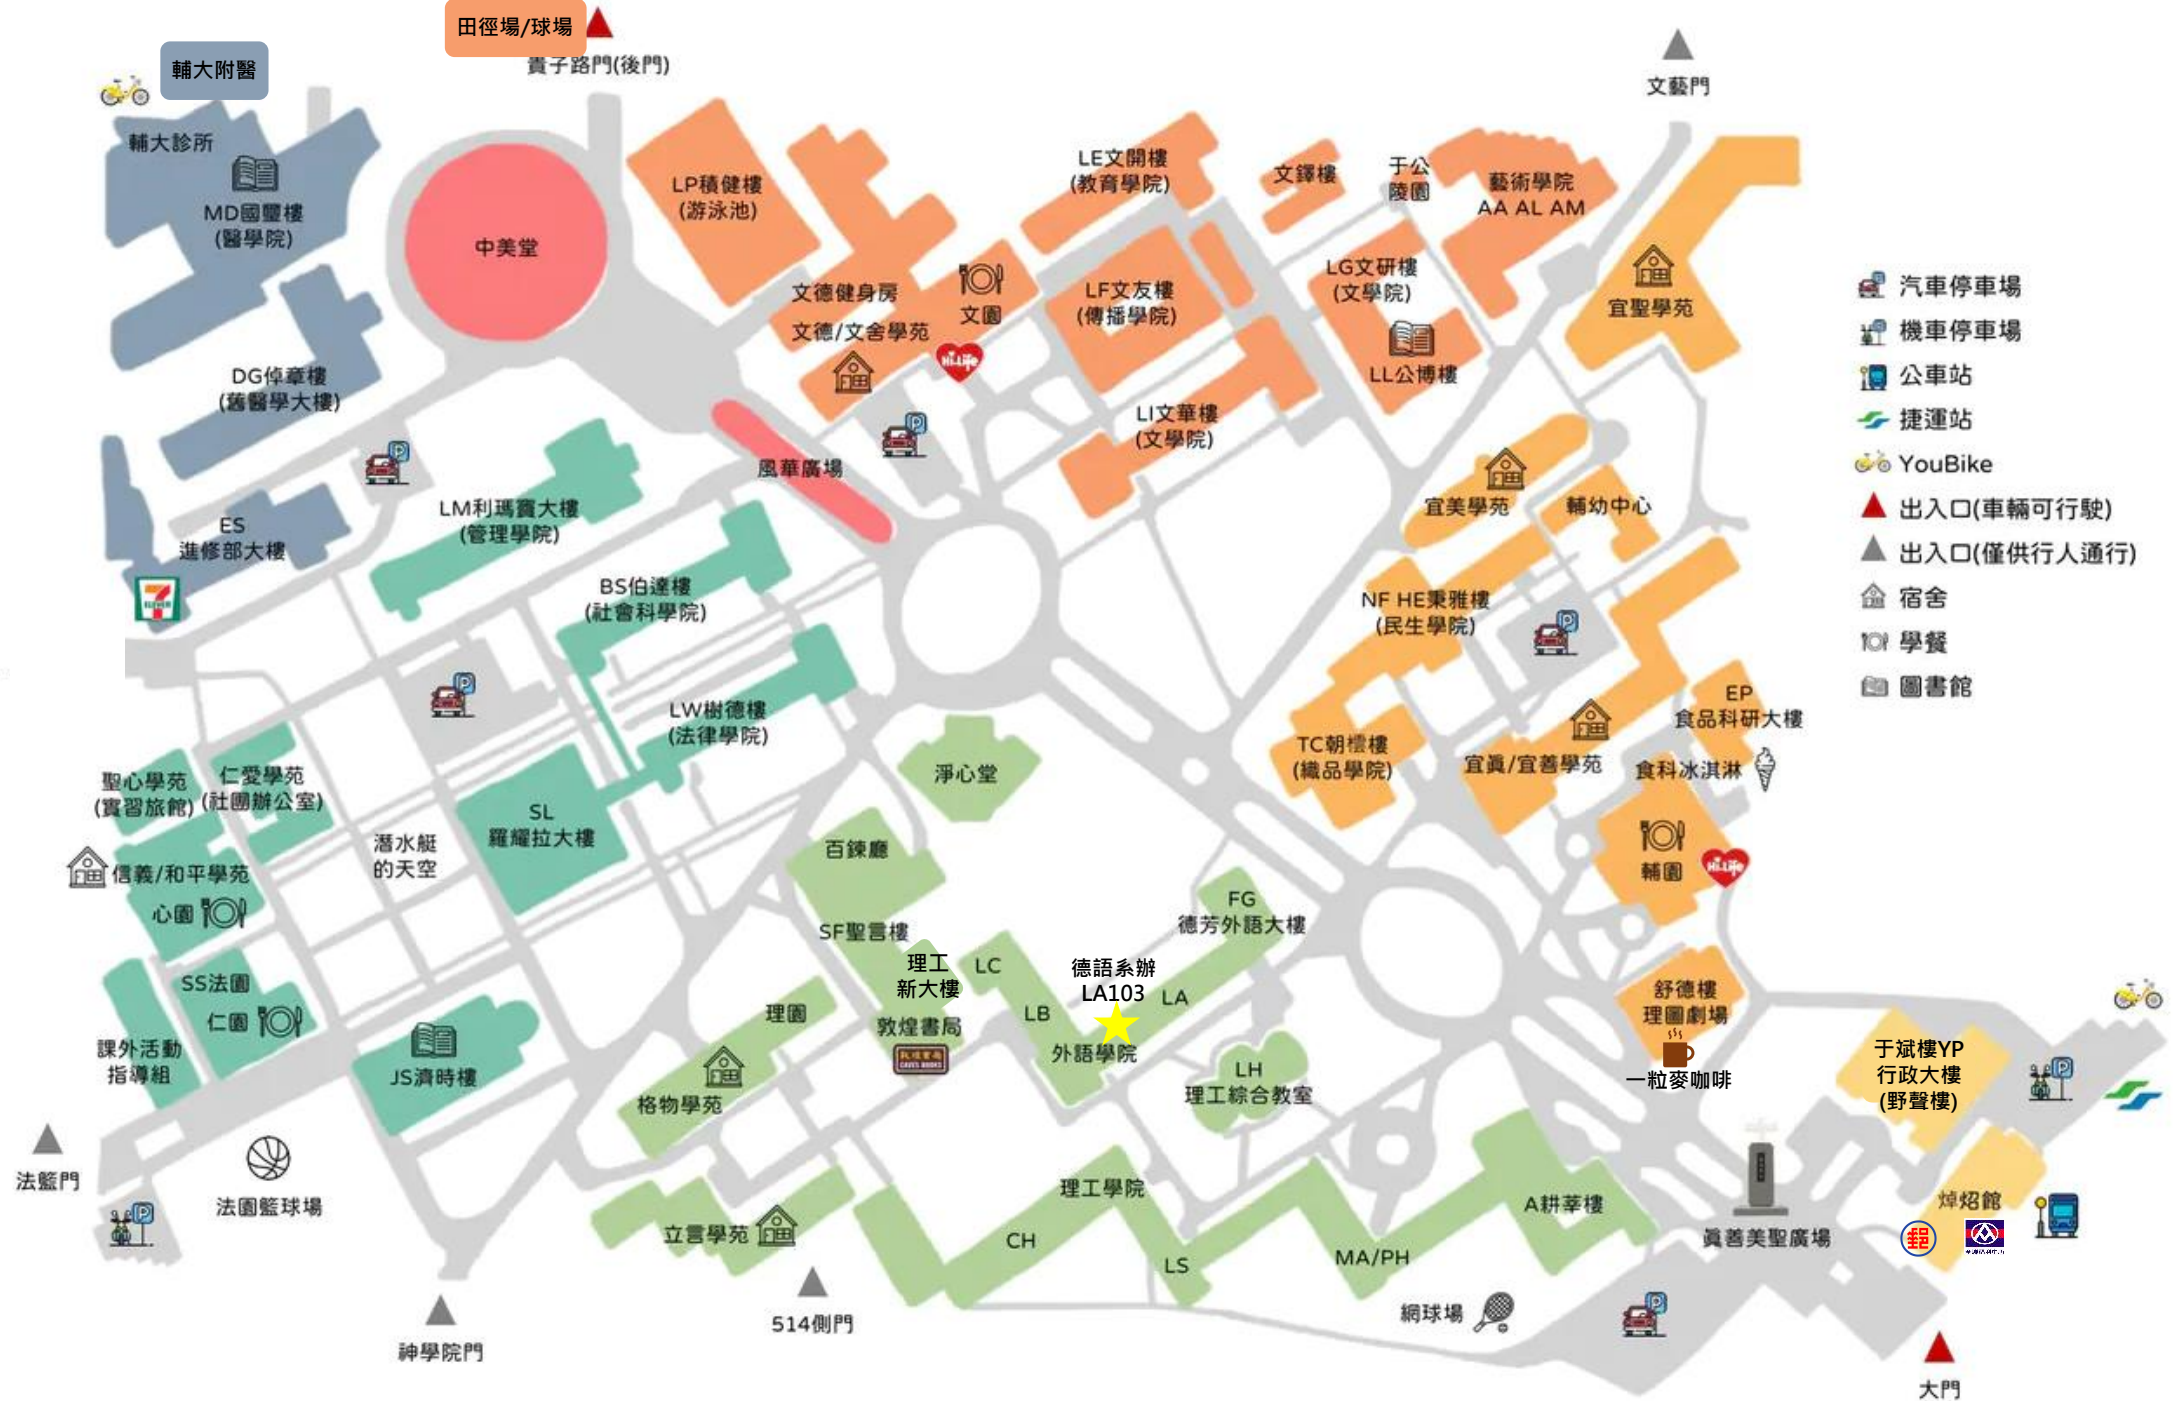 田徑場/球場
貴子路門(後門)
輔大附醫
文藝門
輔大診所
MD國璽樓
(醫學院)
中美堂
LP積健樓
(游泳池)
LE文開樓
(教育學院)
文鐸樓
于公
陵園
藝術學院
AA AL AM
宜聖學苑
文德健身房
文德/文舍學苑
文園
Hi-Life
LF文友樓
(傳播學院)
LG文研樓
(文學院)
LL公博樓
LI文華樓
(文學院)
DG倬章樓
(舊醫學大樓)
P
P
風華廣場
LM利瑪竇大樓
(管理學院)
ES
進修部大樓
7
ELEVEN
BS伯達樓
(社會科學院)
宜美學苑
輔幼中心
NF HE秉雅樓
(民生學院)
P
P
LW樹德樓
(法律學院)
淨心堂
TC朝橒樓
(織品學院)
宜真/宜善學苑
EP
食品科研大樓
食科冰淇淋
聖心學苑
(實習旅館)
仁愛學苑
(社團辦公室)
潛水艇
的天空
SL
羅耀拉大樓
百鍊廳
信義/和平學苑
心園
輔園
Hi-Life
FG
德芳外語大樓
SF聖言樓
理工
新大樓
LC
德語系辦
LA103
LA
LB
外語學院
SS法園
仁園
理園
敦煌書局
敦煌書局
CAVES BOOKS
舒德樓
理圖劇場
一粒麥咖啡
課外活動
指導組
JS濟時樓
格物學苑
LH
理工綜合教室
于斌樓YP
行政大樓
(野聲樓)
P
法籃門
法園籃球場
P
立言學苑
理工學院
CH
LS
MA/PH
A耕莘樓
真善美聖廣場
焯炤館
郵
514側門
神學院門
網球場
P
大門
汽車停車場
機車停車場
公車站
捷運站
YouBike
出入口(車輛可行駛)
出入口(僅供行人通行)
宿舍
學餐
圖書館